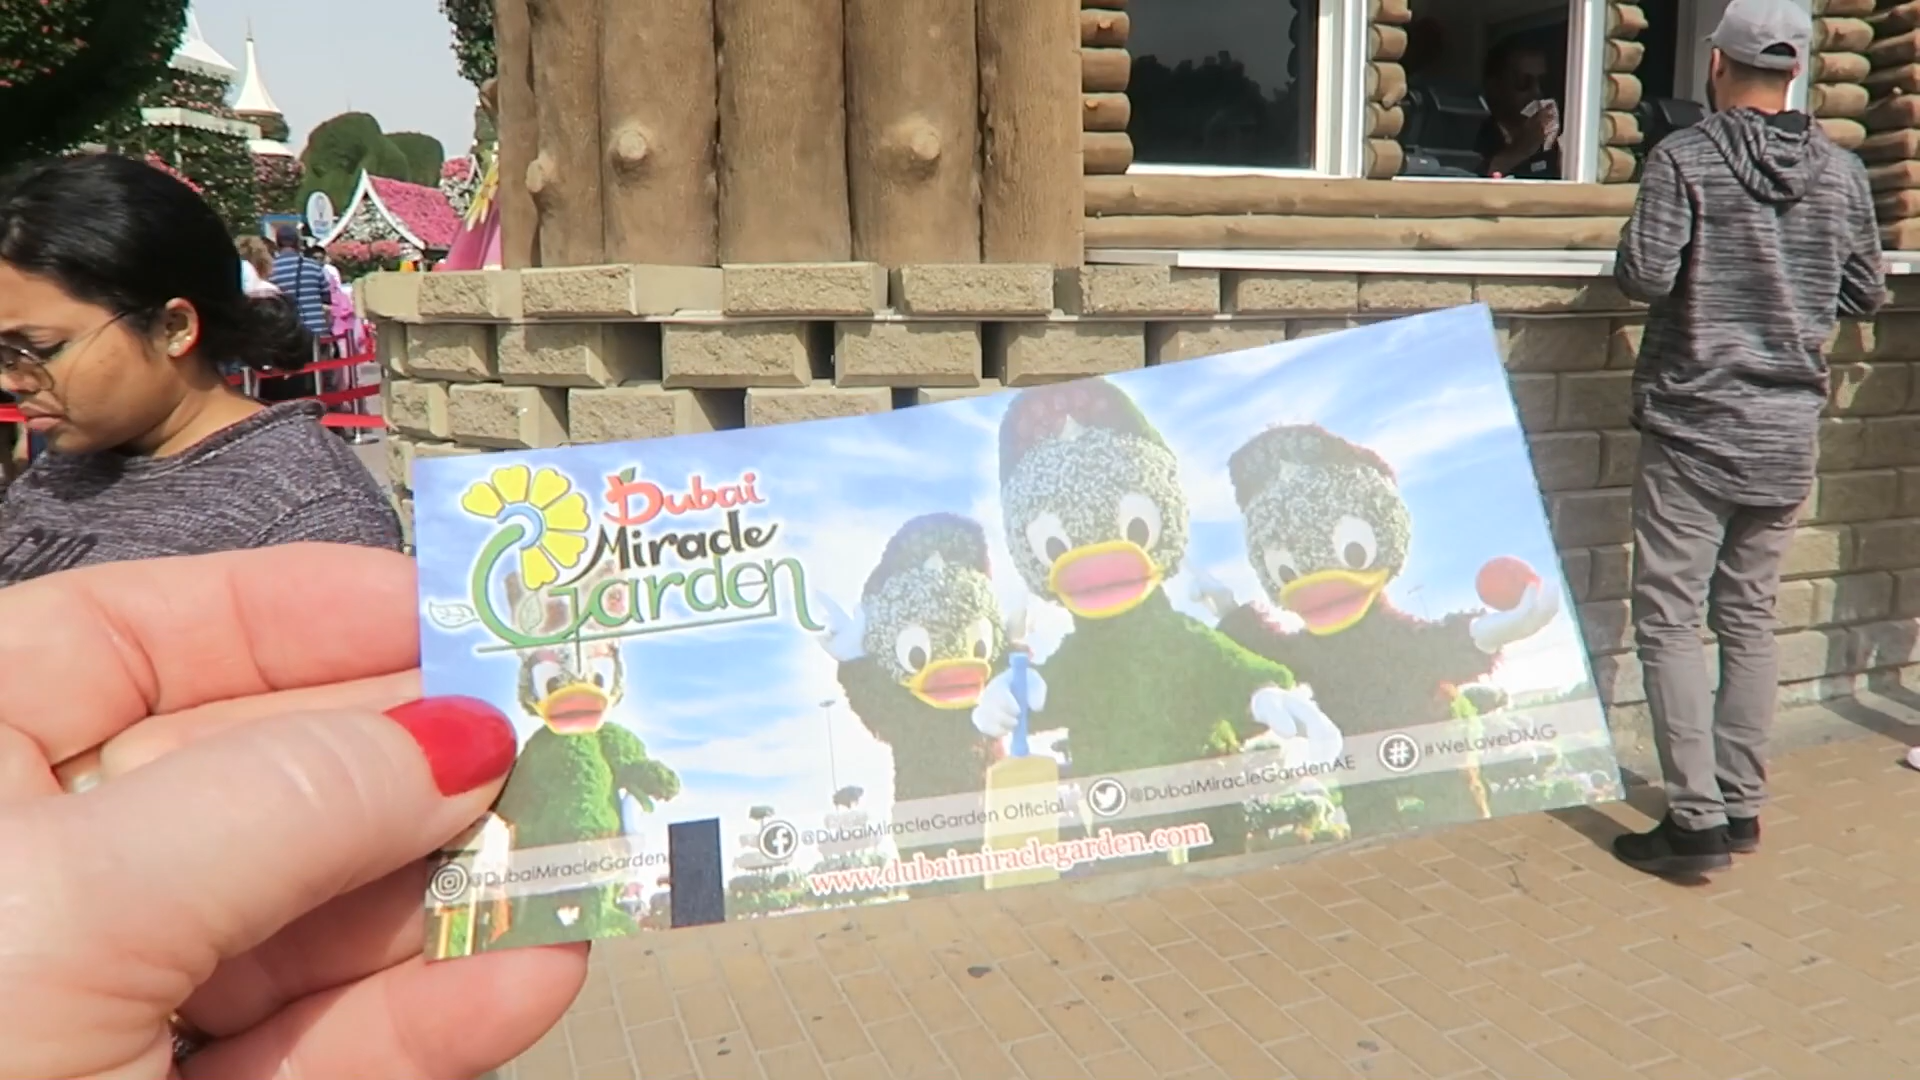 Dubai
Miracle
Garden
@DubaiMiracleGarden
@DubaiMiracleGarden Official
@DubaiMiracleGardenAE
#WeLoveDMG
www.dubaimiraclegarden.com